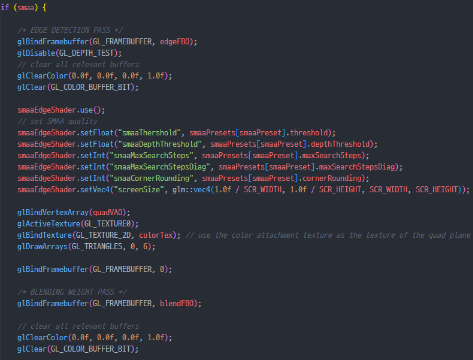 if (smaa) {
/* EDGE DETECTION PASS */
glBindFramebuffer(GL_FRAMEBUFFER, edgeFBO);
glDisable(GL_DEPTH_TEST);
// clear all relevant buffers
glClearColor(0.0f, 0.0f, 0.0f, 1.0f);
glClear(GL_COLOR_BUFFER_BIT);
smaaEdgeShader.use();
// set SMAA quality
smaaEdgeShader.setFloat("smaaThershold", smaaPresets[smaaPreset].threshold);
smaaEdgeShader.setFloat("smaaDepthThreshold", smaaPresets[smaaPreset].depthThreshold);
smaaEdgeShader.setInt("smaaMaxSearchSteps", smaaPresets[smaaPreset].maxSearchSteps);
smaaEdgeShader.setInt("smaaMaxSearchStepsDiag", smaaPresets[smaaPreset].maxSearchStepsDiag);
smaaEdgeShader.setInt("smaaCornerRounding", smaaPresets[smaaPreset].cornerRounding);
smaaEdgeShader.setVec4("screenSize", glm::vec4(1.0f / SCR_WIDTH, 1.0f / SCR_HEIGHT, SCR_WIDTH, SCR_HEIGHT));
glBindVertexArray(quadVAO);
glActiveTexture(GL_TEXTURE0);
glBindTexture(GL_TEXTURE_2D, colorTex); // use the color attachment texture as the texture of the quad plane
glDrawArrays(GL_TRIANGLES, 0, 6);
glBindFramebuffer(GL_FRAMEBUFFER, 0);
/* BLENDING WEIGHT PASS */
glBindFramebuffer(GL_FRAMEBUFFER, blendFBO);
// clear all relevant buffers
glClearColor(0.0f, 0.0f, 0.0f, 1.0f);
glClear(GL_COLOR_BUFFER_BIT);